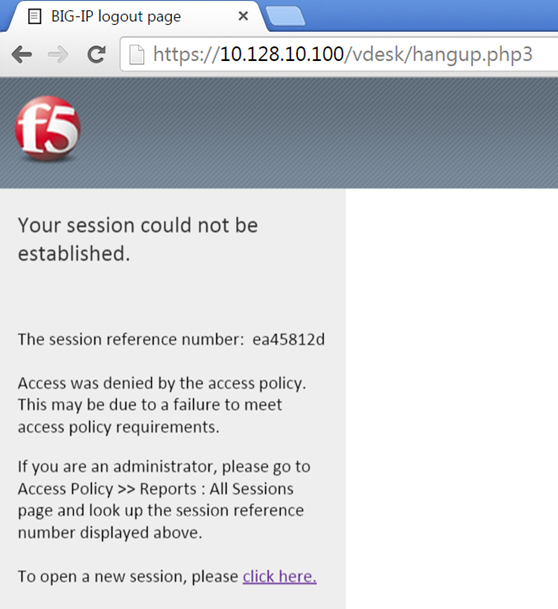 BIG-IP logout page
https://10.128.10.100/vdesk/hangup.php3
f5
Your session could not be
established.
The session reference number: ea45812d
Access was denied by the access policy.
This may be due to a failure to meet
access policy requirements.
If you are an administrator, please go to
Access Policy >> Reports : All Sessions
page and look up the session reference
number displayed above.
To open a new session, please click here.